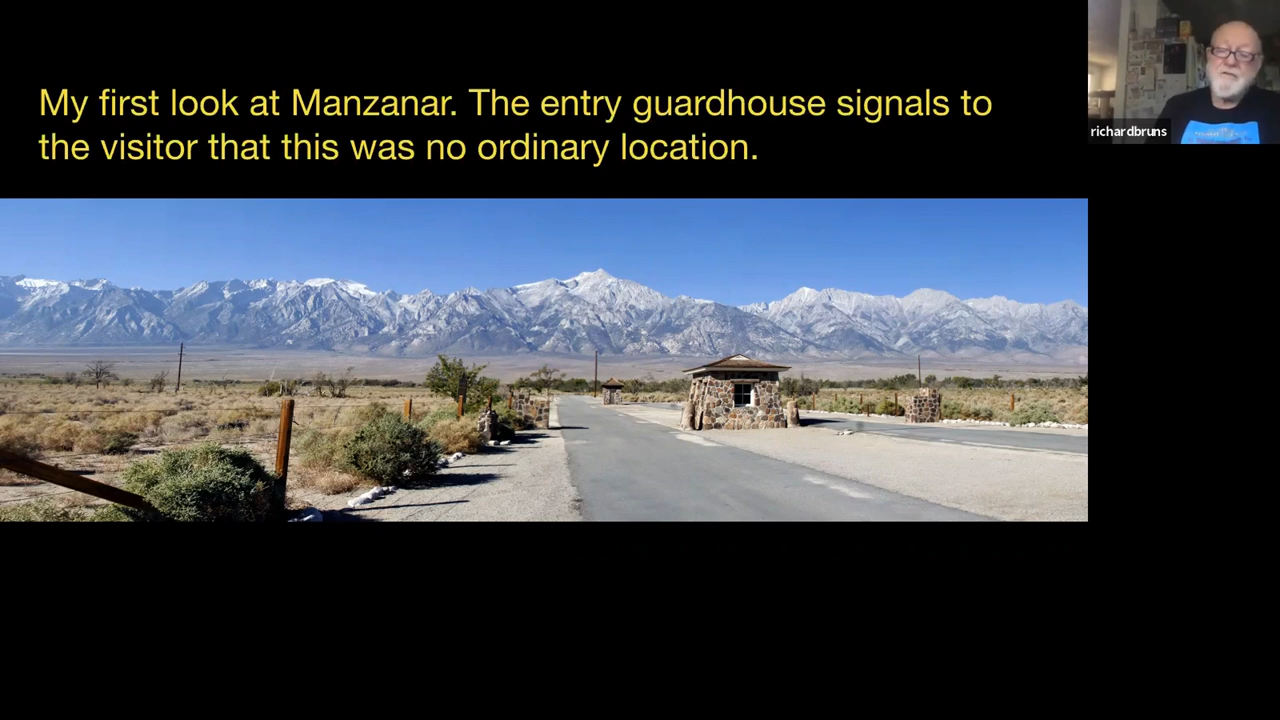 My first look at Manzanar. The entry guardhouse signals to
the visitor that this was no ordinary location.
richardbruns